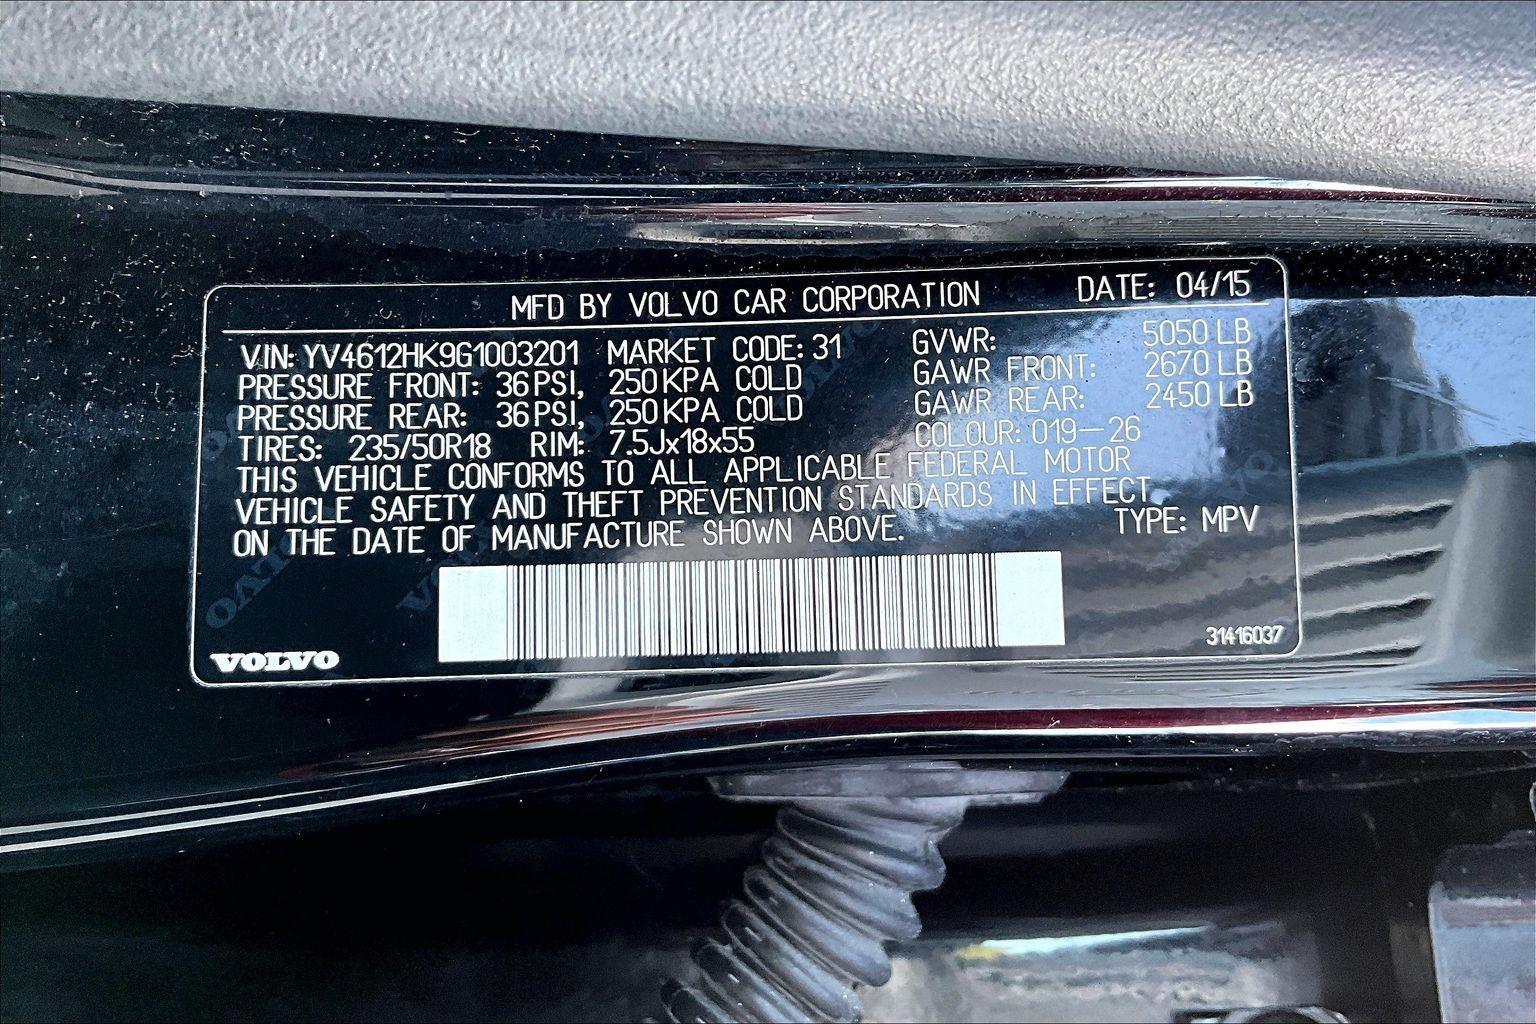 MFD BY VOLVO CAR CORPORATION DATE: 04/15
VIN: YV4612HK9G1003201 MARKET CODE: 31 GVWR: 5050 LB
PRESSURE FRONT: 36 PSI, 250 KPA COLD GAWR FRONT: 2670 LB
PRESSURE REAR: 36 PSI, 250 KPA COLD GAWR REAR: 2450 LB
TIRES: 235/50R18 RIM: 7.5Jx18x55 COLOUR: 019-26
THIS VEHICLE CONFORMS TO ALL APPLICABLE FEDERAL MOTOR
VEHICLE SAFETY AND THEFT PREVENTION STANDARDS IN EFFECT
ON THE DATE OF MANUFACTURE SHOWN ABOVE. TYPE: MPV
VOLVO 31416037